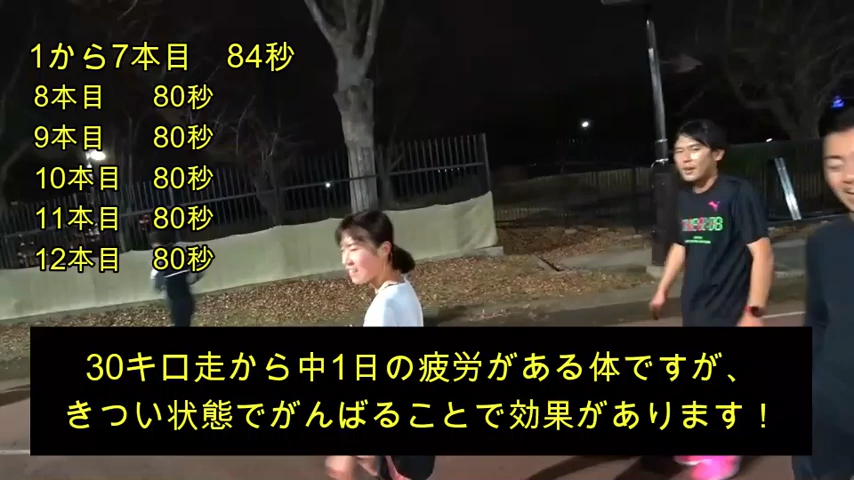 1から7本目 84秒
8本目 80秒
9本目 80秒
10本目 80秒
11本目 80秒
12本目 80秒
30キロ走から中1日の疲労がある体ですが、
きつい状態でがんばることで効果があります！